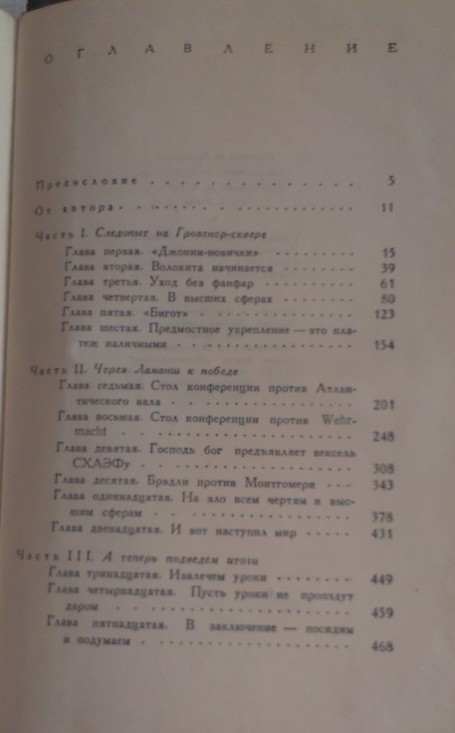 ОГЛАВЛЕНИЕ
Предисловие . . . . . . . . . . . . . 5
От автора . . . . . . . . . . . . . . 11
Часть I. Следопыт на Гровенор-сквере
Глава первая. «Джонни-новички» . . . . . . 15
Глава вторая. Волокита начинается . . . . . . 39
Глава третья. Уход без фанфар . . . . . . . 61
Глава четвертая. В высших сферах . . . . . . 80
Глава пятая. «Бигот» . . . . . . . . . . . 123
Глава шестая. Предмостное укрепление — это пла-
теж наличными . . . . . . . . . . . . 154
Часть II. Через Ламанш к победе
Глава седьмая. Стол конференции против Атлан-
тического вала . . . . . . . . . . . . 201
Глава восьмая. Стол конференции против Wehr-
macht . . . . . . . . . . . . . . . . 248
Глава девятая. Господь бог предъявляет вексель
СХАЭФу . . . . . . . . . . . . . . . 308
Глава десятая. Брэдли против Монтгомери . . . 343
Глава одиннадцатая. На зло всем чертям и выс-
шим сферам . . . . . . . . . . . . . 378
Глава двенадцатая. И вот наступил мир . . . . 431
Часть III. А теперь подведем итоги
Глава тринадцатая. Извлечем уроки . . . . . . 449
Глава четырнадцатая. Пусть уроки не пропадут
даром . . . . . . . . . . . . . . . . 459
Глава пятнадцатая. В заключение — посидим
и подумаем . . . . . . . . . . . . . . 468